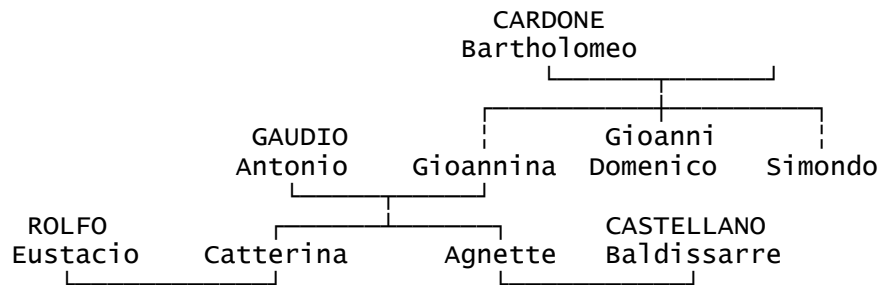 CARDONE
Bartholomeo
GAUDIO Gioanni
Antonio Gioannina Domenico Simondo
ROLFO CASTELLANO
Eustacio Catterina Agnette Baldissarre